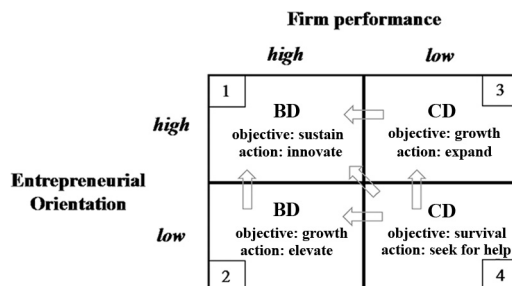 Firm performance
high low
1 3
high
BD CD
objective: sustain objective: growth
action: innovate action: expand
Entrepreneurial
Orientation
low
BD CD
objective: growth objective: survival
action: elevate action: seek for help
2 4